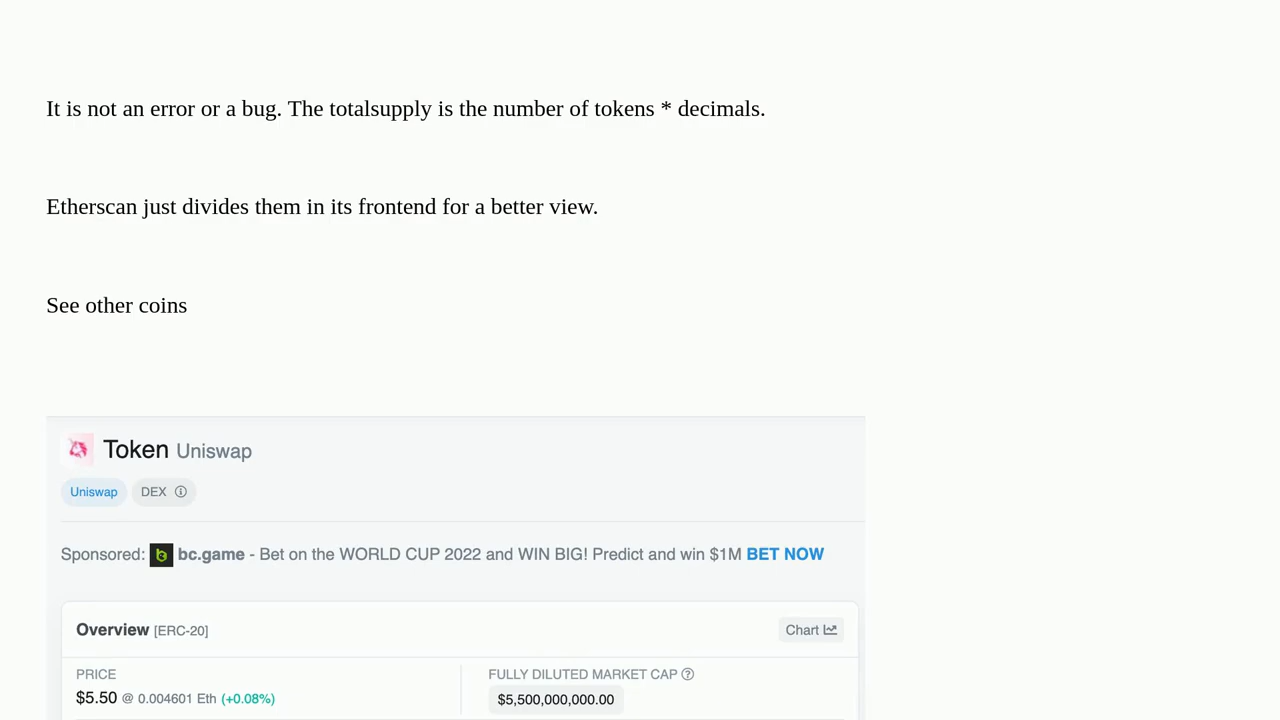 It is not an error or a bug. The totalsupply is the number of tokens * decimals.
Etherscan just divides them in its frontend for a better view.
See other coins
Token Uniswap
Uniswap DEX
Sponsored: bc.game - Bet on the WORLD CUP 2022 and WIN BIG! Predict and win $1M BET NOW
Overview [ERC-20] Chart
PRICE FULLY DILUTED MARKET CAP
$5.50 @ 0.004601 Eth (+0.08%) $5,500,000,000.00